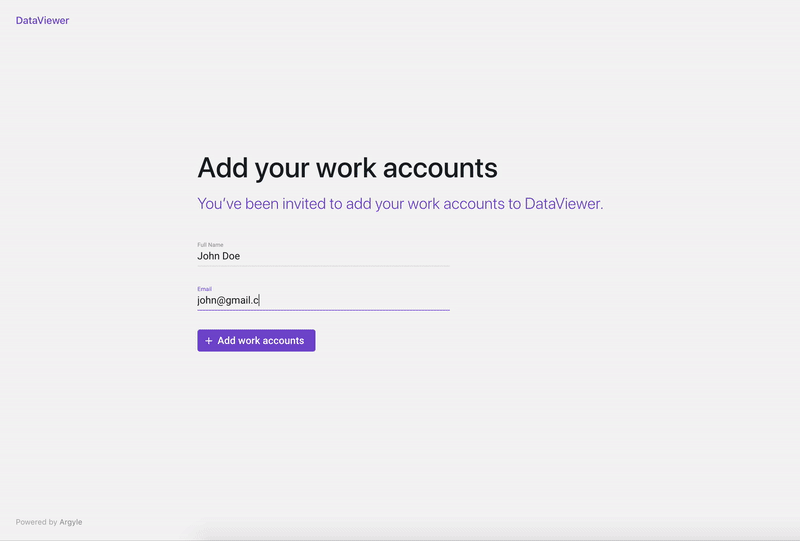 DataViewer
Add your work accounts
You’ve been invited to add your work accounts to DataViewer.
Full Name
John Doe
Email
john@gmail.c
+ Add work accounts
Powered by Argyle